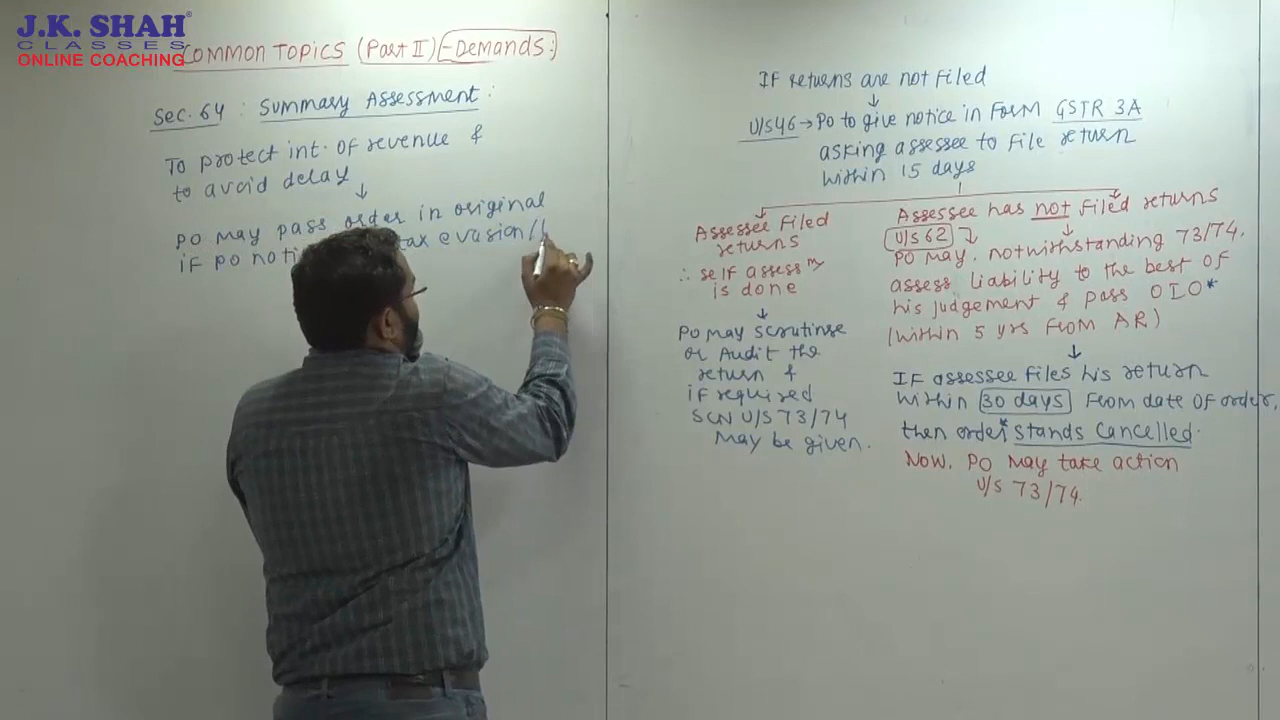 J.K. SHAH®
CLASSES
ONLINE COACHING
COMMON TOPICS (Part II) - Demands:
Sec. 64 : Summary Assessment :
To protect int. of revenue &
to avoid delay
↓
PO may pass order in original
if PO tax evasion/
If returns are not filed
↓
U/S 46 → PO to give notice in Form GSTR 3A
asking assessee to file return
within 15 days
Assessee filed
returns
∴ self assessmy
is done
↓
PO may scrutinse
or Audit the
return &
if required
SCN U/S 73/74
may be given.
Assessee has not filed returns
U/S 62
PO may, notwithstanding 73/74,
assess liability to the best of
his judgement & pass OIO*
(within 5 yrs from AR)
↓
If assessee files his return
within 30 days from date of order,
then order* stands cancelled.
Now, PO may take action
U/S 73/74.